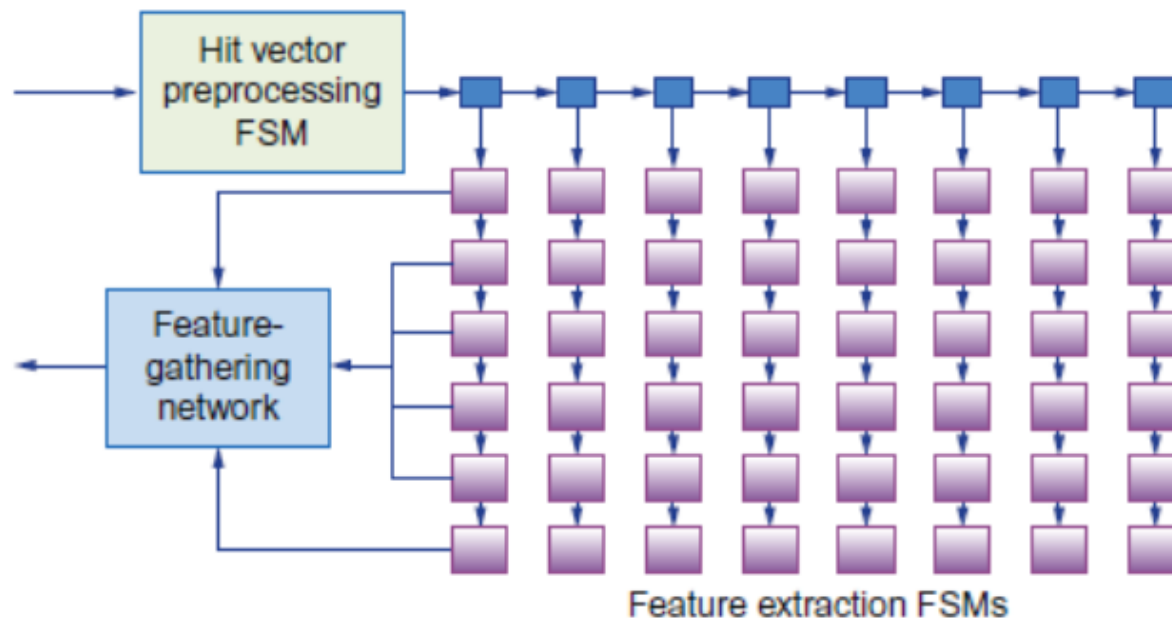 Hit vector
preprocessing
FSM
Feature-
gathering
network
Feature extraction FSMs